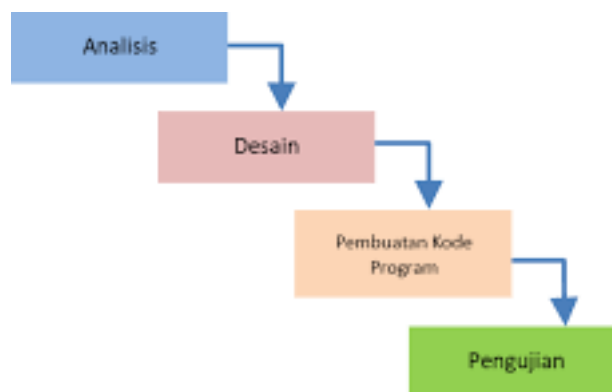 Analisis
Desain
Pembuatan Kode
Program
Pengujian